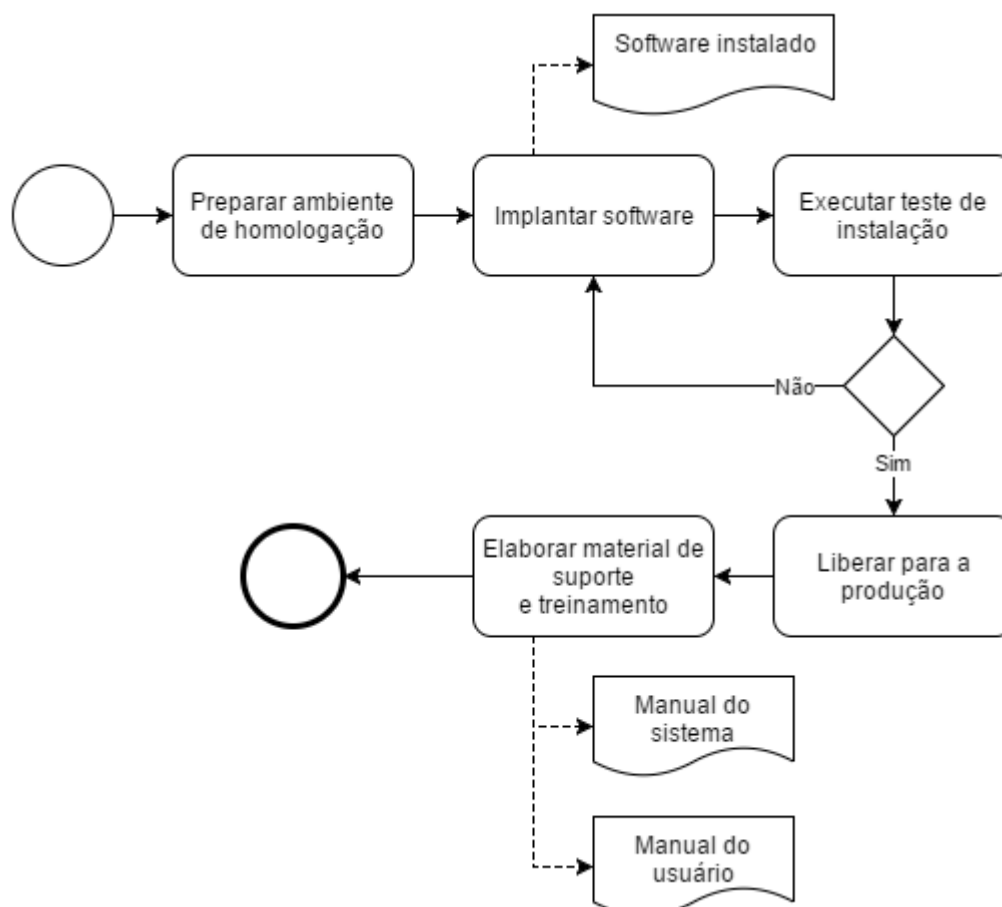 Software instalado
Preparar ambiente
de homologação
Implantar software
Executar teste de
instalação
Não
Sim
Elaborar material de
suporte
e treinamento
Liberar para a
produção
Manual do
sistema
Manual do
usuário